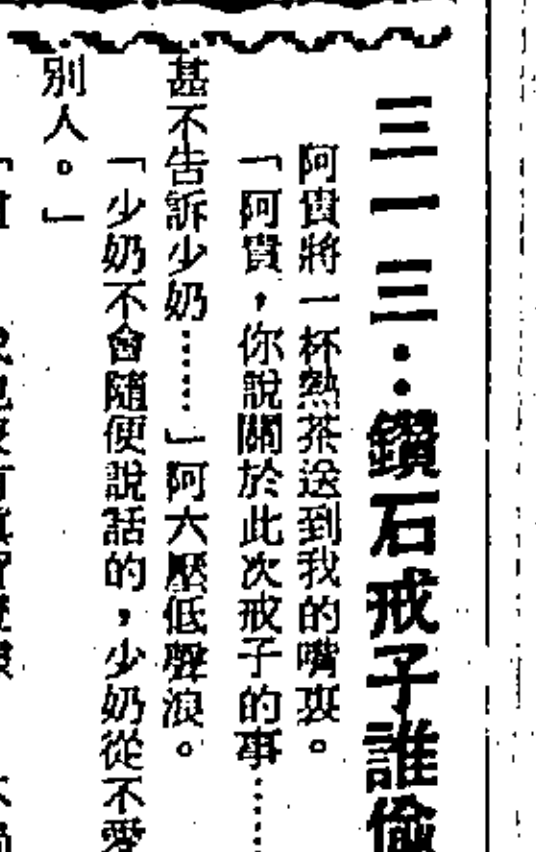 三一三：鑽石戒子誰偷
阿貴將一杯熱茶送到我的嘴裏。
「阿貴，你說關於此次戒子的事……
甚不告訴少奶……」阿六壓低聲浪。
「少奶不會隨便說話的，少奶從不愛
別人。」